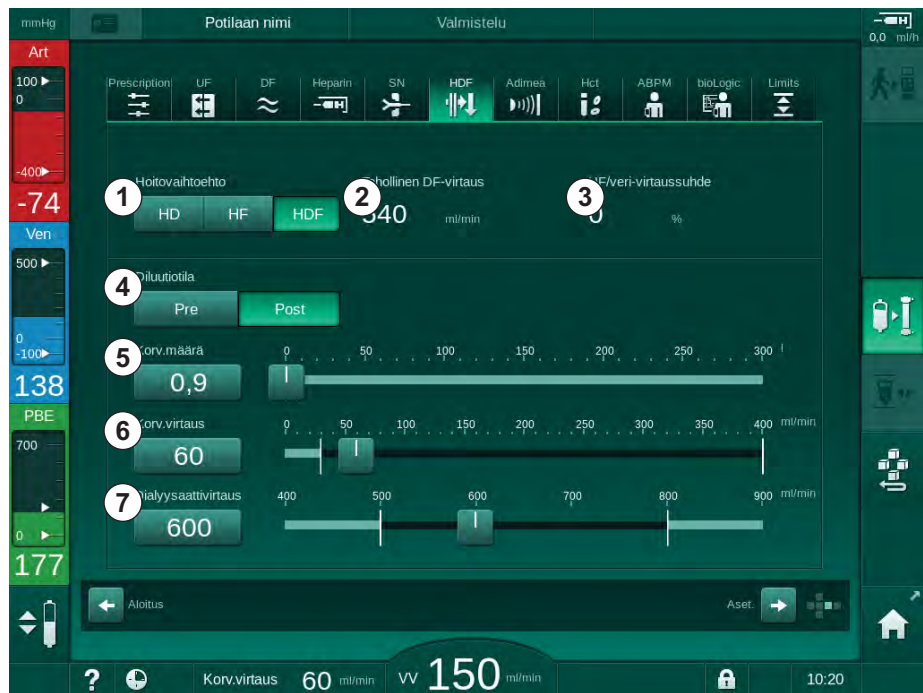 mmHg Potilaan nimi Valmistelu 0,0 ml/h
Art
100
0
-400
-74
Ven
500
0
-100
138
PBE
700
0
177
Prescription UF DF Heparin SN HDF Adimea Hct ABPM bioLogic Limits
1 Hoitovaihtoehto
HD HF HDF
2 DF-virtaus
540 ml/min
3 /veri-virtaussuhde
0 %
4 Diluutiotila
Pre Post
5 Korv.määrä
0,9
0 50 100 150 200 250 300 l
6 Korv.virtaus
60
0 50 100 150 200 250 300 350 400 ml/min
7 Dialysaattivirtaus
600
400 500 600 700 800 900 ml/min
Aloitus Aset.
? Korv.virtaus 60 ml/min VV 150 ml/min 10:20